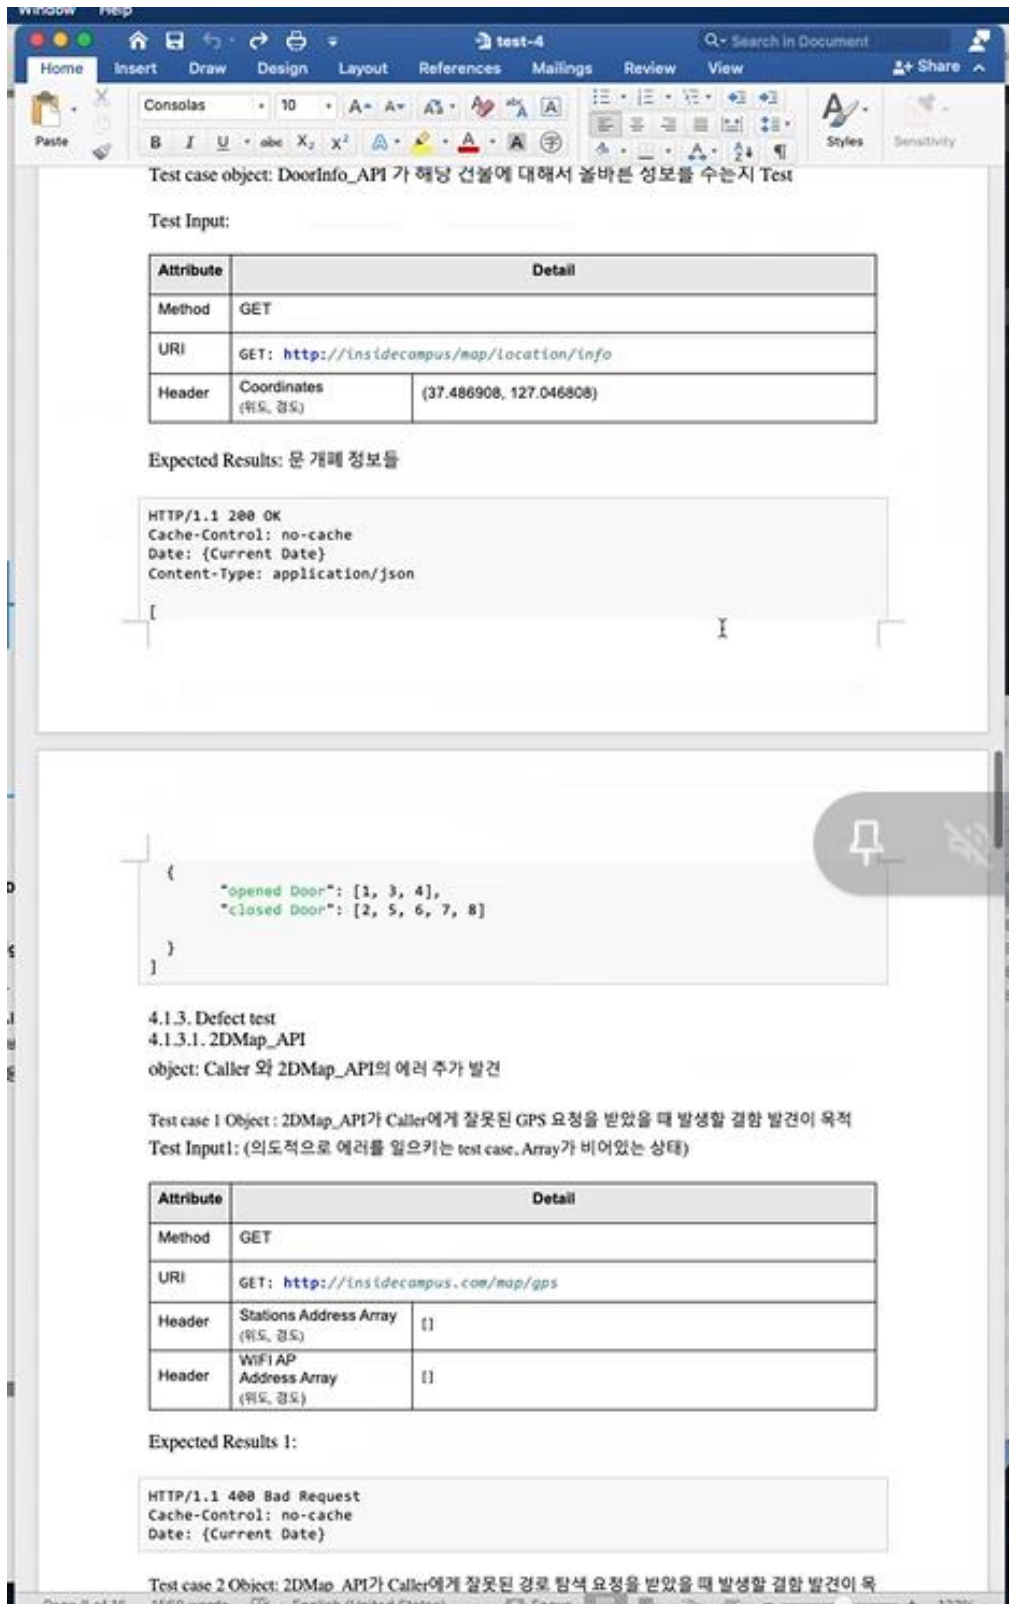 Window Help
test-4
Search in Document
Home Insert Draw Design Layout References Mailings Review View Share
Paste
Consolas 10
Styles Sensitivity
Test case object: DoorInfo_API 가 해당 건물에 대해서 올바른 정보를 주는지 Test
Test Input:
Attribute Detail
Method GET
URI GET: http://insidecampus/map/location/info
Header Coordinates (37.486908, 127.046808)
(위도, 경도)
Expected Results: 문 개폐 정보들
HTTP/1.1 200 OK
Cache-Control: no-cache
Date: {Current Date}
Content-Type: application/json
[
{
"opened Door": [1, 3, 4],
"closed Door": [2, 5, 6, 7, 8]
}
]
4.1.3. Defect test
4.1.3.1. 2DMap_API
object: Caller 와 2DMap_API의 에러 추가 발견
Test case 1 Object : 2DMap_API가 Caller에게 잘못된 GPS 요청을 받았을 때 발생할 결함 발견이 목적
Test Input1: (의도적으로 에러를 일으키는 test case, Array가 비어있는 상태)
Attribute Detail
Method GET
URI GET: http://insidecampus.com/map/gps
Header Stations Address Array []
(위도, 경도)
Header WIFI AP
Address Array []
(위도, 경도)
Expected Results 1:
HTTP/1.1 400 Bad Request
Cache-Control: no-cache
Date: {Current Date}
Test case 2 Object: 2DMap_API가 Caller에게 잘못된 경로 탐색 요청을 받았을 때 발생할 결함 발견이 목